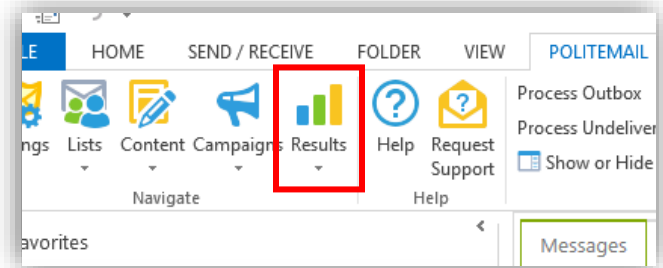 LE HOME SEND / RECEIVE FOLDER VIEW POLITEMAIL
Process Outbox
Process Undeliver
ngs Lists Content Campaigns Results Help Request Support
Show or Hide
Navigate Help
avorites
Messages